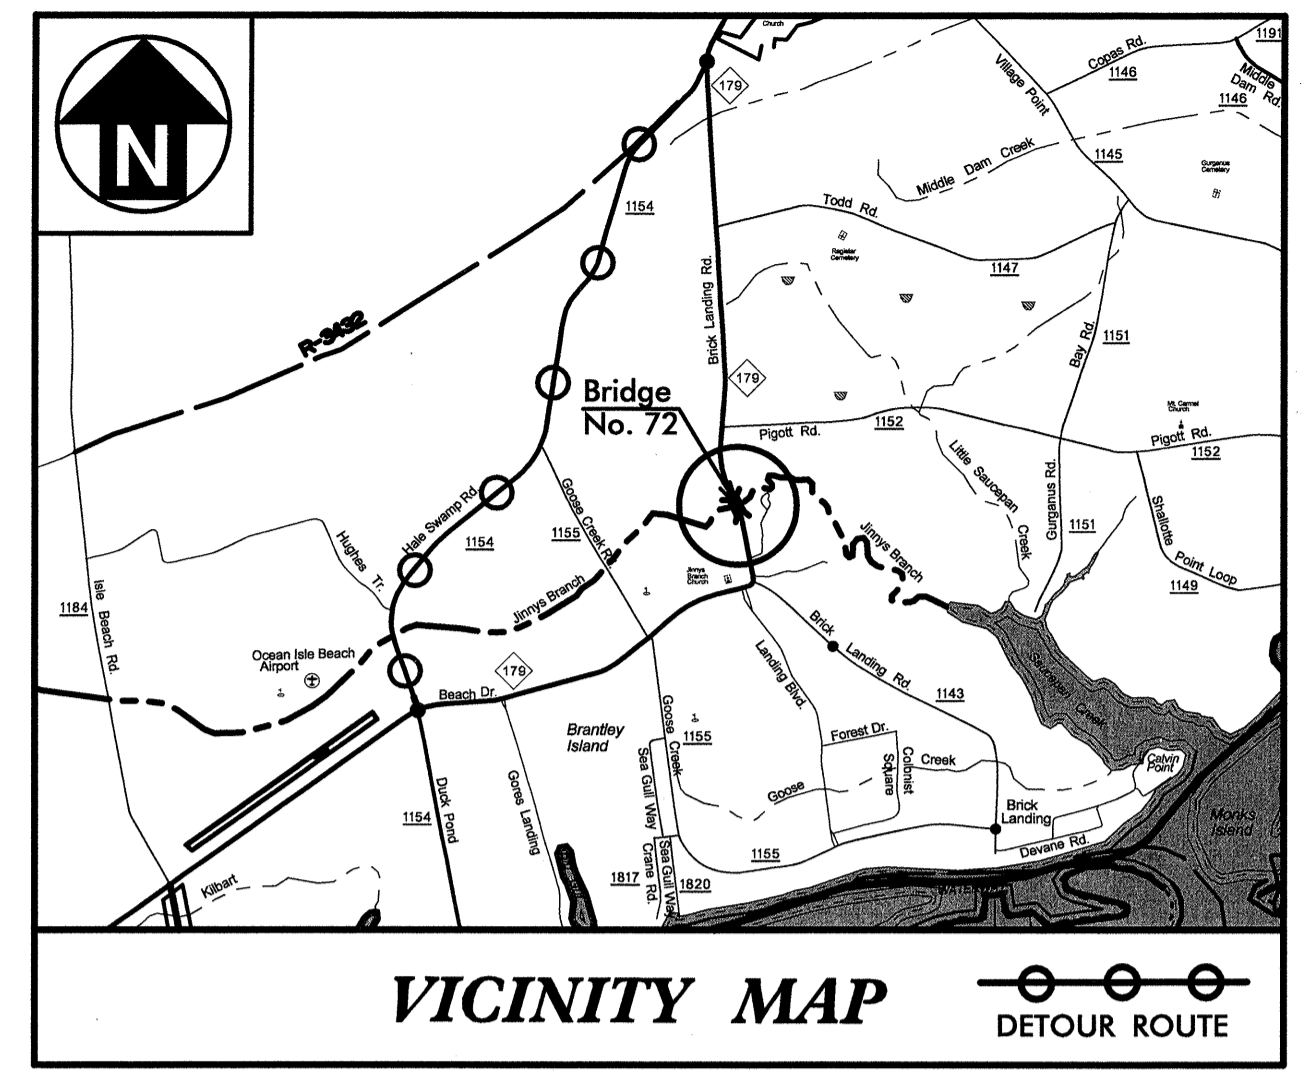 Church
1191
Copas Rd.
1146
Village Point
Middle
Dam Rd.
1146
179
N
1145
Middle Dam Creek
Gurganus
Cemetery
1154
Todd Rd.
Register
Cemetery
1147
Brick Landing Rd.
R-3432
Bay Rd.
1151
179
Bridge
No. 72
Mt. Carmel
Church
Pigott Rd.
1152
Pigott Rd.
1152
Little Saucepan
Creek
Gurganus Rd.
1151
Shallotte
Point Loop
1149
Hale Swamp Rd.
1154
Goose Creek R
1155
Hughes Tr.
Jinnys Branch
Jinnys Branch
Jinnys
Branch
Church
1184
Isle Beach Rd.
Ocean Isle Beach
Airport
179
Beach Dr.
Brick
Landing Rd.
1143
Landing Blvd.
Saucepan
Creek
Brantley
Island
Goose Creek
1155
Sea Gull Way
Forest Dr.
Colonist
Square
Goose
Creek
Calvin
Point
Monks
Island
Duck Pond
1154
Gores Landing
Brick
Landing
Devane Rd.
1155
Kilbart
1817
Crane Rd.
Sea Gull Way
1820
VICINITY MAP
DETOUR ROUTE